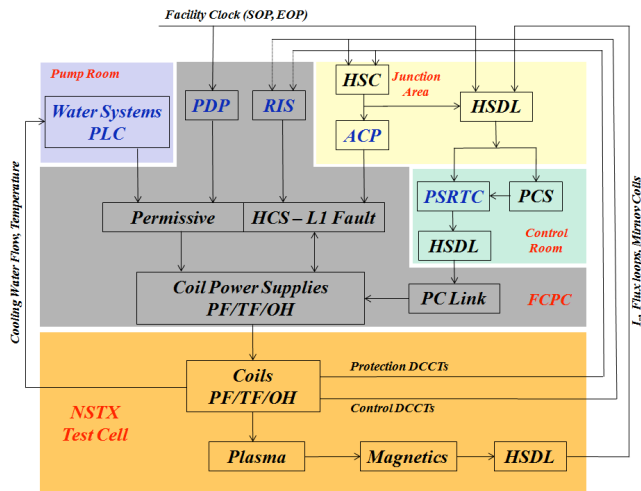 Facility Clock (SOP, EOP)
Pump Room
Water Systems
PLC
PDP
RIS
HSC
Junction
Area
HSDL
ACP
PSRTC
PCS
Control
Room
HSDL
Permissive
HCS – L1 Fault
Coil Power Supplies
PF/TF/OH
PC Link
FCPC
Cooling Water Flow, Temperature
Coils
PF/TF/OH
Protection DCCTs
Control DCCTs
NSTX
Test Cell
Plasma
Magnetics
HSDL
Flux loops, Mirnov Coils